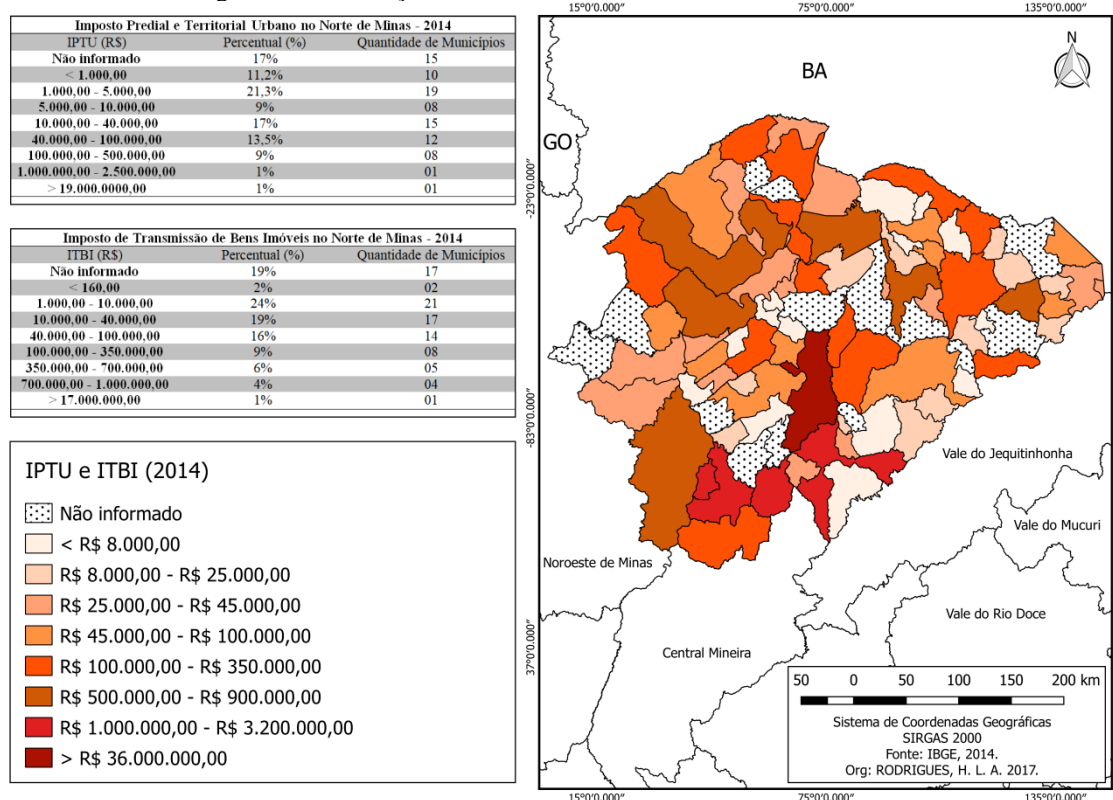 Imposto Predial e Territorial Urbano no Norte de Minas - 2014
IPTU (R$) Percentual (%) Quantidade de Municípios
Não informado 17% 15
< 1.000,00 11,2% 10
1.000,00 - 5.000,00 21,3% 19
5.000,00 - 10.000,00 9% 08
10.000,00 - 40.000,00 17% 15
40.000,00 - 100.000,00 13,5% 12
100.000,00 - 500.000,00 9% 08
1.000.000,00 - 2.500.000,00 1% 01
> 19.000.0000,00 1% 01
Imposto de Transmissão de Bens Imóveis no Norte de Minas - 2014
ITBI (R$) Percentual (%) Quantidade de Municípios
Não informado 19% 17
< 160,00 2% 02
1.000,00 - 10.000,00 24% 21
10.000,00 - 40.000,00 19% 17
40.000,00 - 100.000,00 16% 14
100.000,00 - 350.000,00 9% 08
350.000,00 - 700.000,00 6% 05
700.000,00 - 1.000.000,00 4% 04
> 17.000.000,00 1% 01
IPTU e ITBI (2014)
Não informado
< R$ 8.000,00
R$ 8.000,00 - R$ 25.000,00
R$ 25.000,00 - R$ 45.000,00
R$ 45.000,00 - R$ 100.000,00
R$ 100.000,00 - R$ 350.000,00
R$ 500.000,00 - R$ 900.000,00
R$ 1.000.000,00 - R$ 3.200.000,00
> R$ 36.000.000,00
15°0'0.000" 75°0'0.000" 135°0'0.000"
N
BA
GO
-23°0'0.000"
-83°0'0.000"
37°0'0.000"
Vale do Jequitinhonha
Vale do Mucuri
Noroeste de Minas
Vale do Rio Doce
Central Mineira
50 0 50 100 150 200 km
Sistema de Coordenadas Geográficas
SIRGAS 2000
Fonte: IBGE, 2014.
Org: RODRIGUES, H. L. A. 2017.
15°0'0.000" 75°0'0.000" 135°0'0.000"